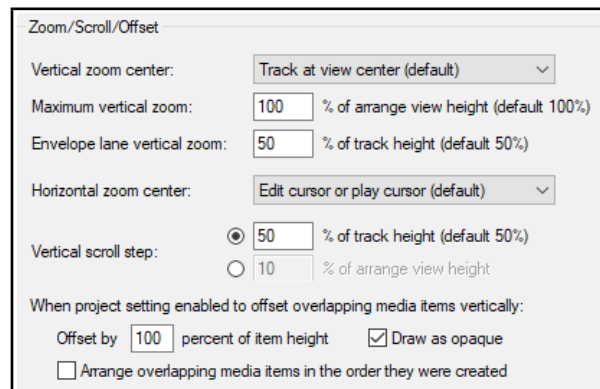 Zoom/Scroll/Offset
Vertical zoom center: Track at view center (default)
Maximum vertical zoom: 100 % of arrange view height (default 100%)
Envelope lane vertical zoom: 50 % of track height (default 50%)
Horizontal zoom center: Edit cursor or play cursor (default)
Vertical scroll step: 50 % of track height (default 50%)
10 % of arrange view height
When project setting enabled to offset overlapping media items vertically:
Offset by 100 percent of item height Draw as opaque
Arrange overlapping media items in the order they were created